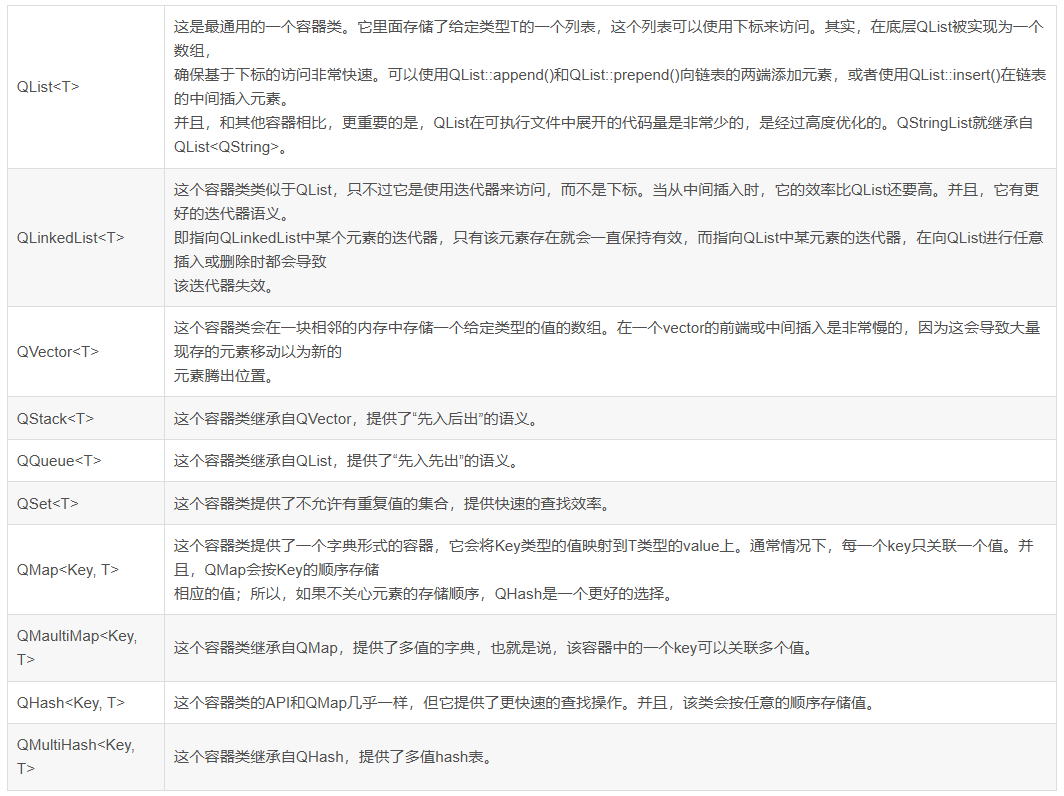 QList<T>
这是最通用的一个容器类。它里面存储了给定类型T的一个列表，这个列表可以使用下标来访问。其实，在底层QList被实现为一个
数组，
确保基于下标的访问非常快速。可以使用QList::append()和QList::prepend()向链表的两端添加元素，或者使用QList::insert()在链表
的中间插入元素。
并且，和其他容器相比，更重要的是，QList在可执行文件中展开的代码量是非常少的，是经过高度优化的。QStringList就继承自
QList<QString>。
QLinkedList<T>
这个容器类类似于QList，只不过它是使用迭代器来访问，而不是下标。当从中间插入时，它的效率比QList还要高。并且，它有更
好的迭代器语义。
即指向QLinkedList中某个元素的迭代器，只有该元素存在就会一直保持有效，而指向QList中某元素的迭代器，在向QList进行任意
插入或删除时都会导致
该迭代器失效。
QVector<T>
这个容器类会在一块相邻的内存中存储一个给定类型的值的数组。在一个vector的前端或中间插入是非常慢的，因为这会导致大量
现存的元素移动以为新的
元素腾出位置。
QStack<T>
这个容器类继承自QVector，提供了“先入后出”的语义。
QQueue<T>
这个容器类继承自QList，提供了“先入先出”的语义。
QSet<T>
这个容器类提供了不允许有重复值的集合，提供快速的查找效率。
QMap<Key, T>
这个容器类提供了一个字典形式的容器，它会将Key类型的值映射到T类型的value上。通常情况下，每一个key只关联一个值。并
且，QMap会按Key的顺序存储
相应的值；所以，如果不关心元素的存储顺序，QHash是一个更好的选择。
QMaultiMap<Key,
T>
这个容器类继承自QMap，提供了多值的字典，也就是说，该容器中的一个key可以关联多个值。
QHash<Key, T>
这个容器类的API和QMap几乎一样，但它提供了更快速的查找操作。并且，该类会按任意的顺序存储值。
QMultiHash<Key,
T>
这个容器类继承自QHash，提供了多值hash表。